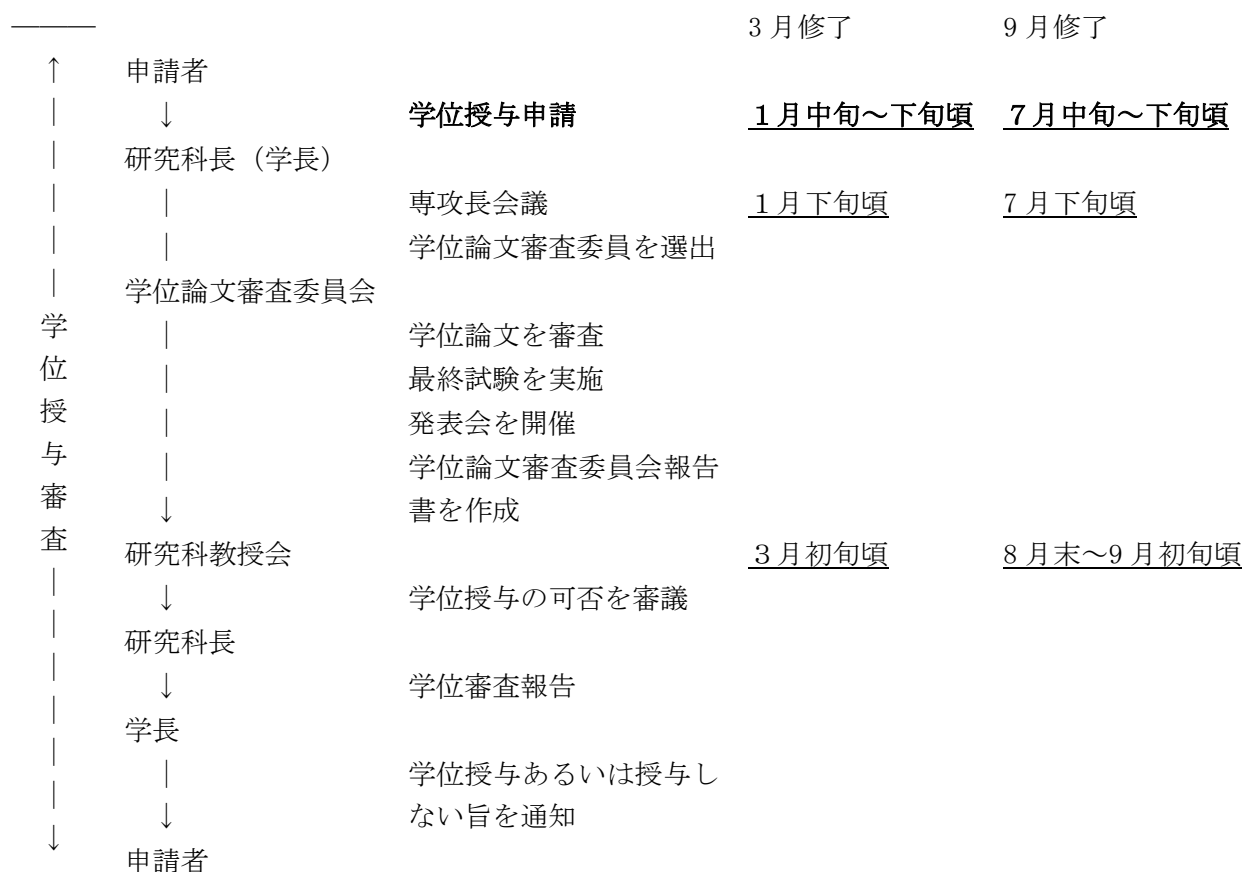 3月修了 9月修了
↑ 申請者
| ↓ 学位授与申請 1月中旬～下旬頃 7月中旬～下旬頃
| 研究科長（学長）
| | 専攻長会議 1月下旬頃 7月下旬頃
| | 学位論文審査委員を選出
| 学位論文審査委員会
学 | 学位論文を審査
位 | 最終試験を実施
授 | 発表会を開催
与 | 学位論文審査委員会報告
審 ↓ 書を作成
査 研究科教授会 3月初旬頃 8月末～9月初旬頃
| ↓ 学位授与の可否を審議
| 研究科長
| ↓ 学位審査報告
| 学長
| | 学位授与あるいは授与し
| ↓ ない旨を通知
↓ 申請者